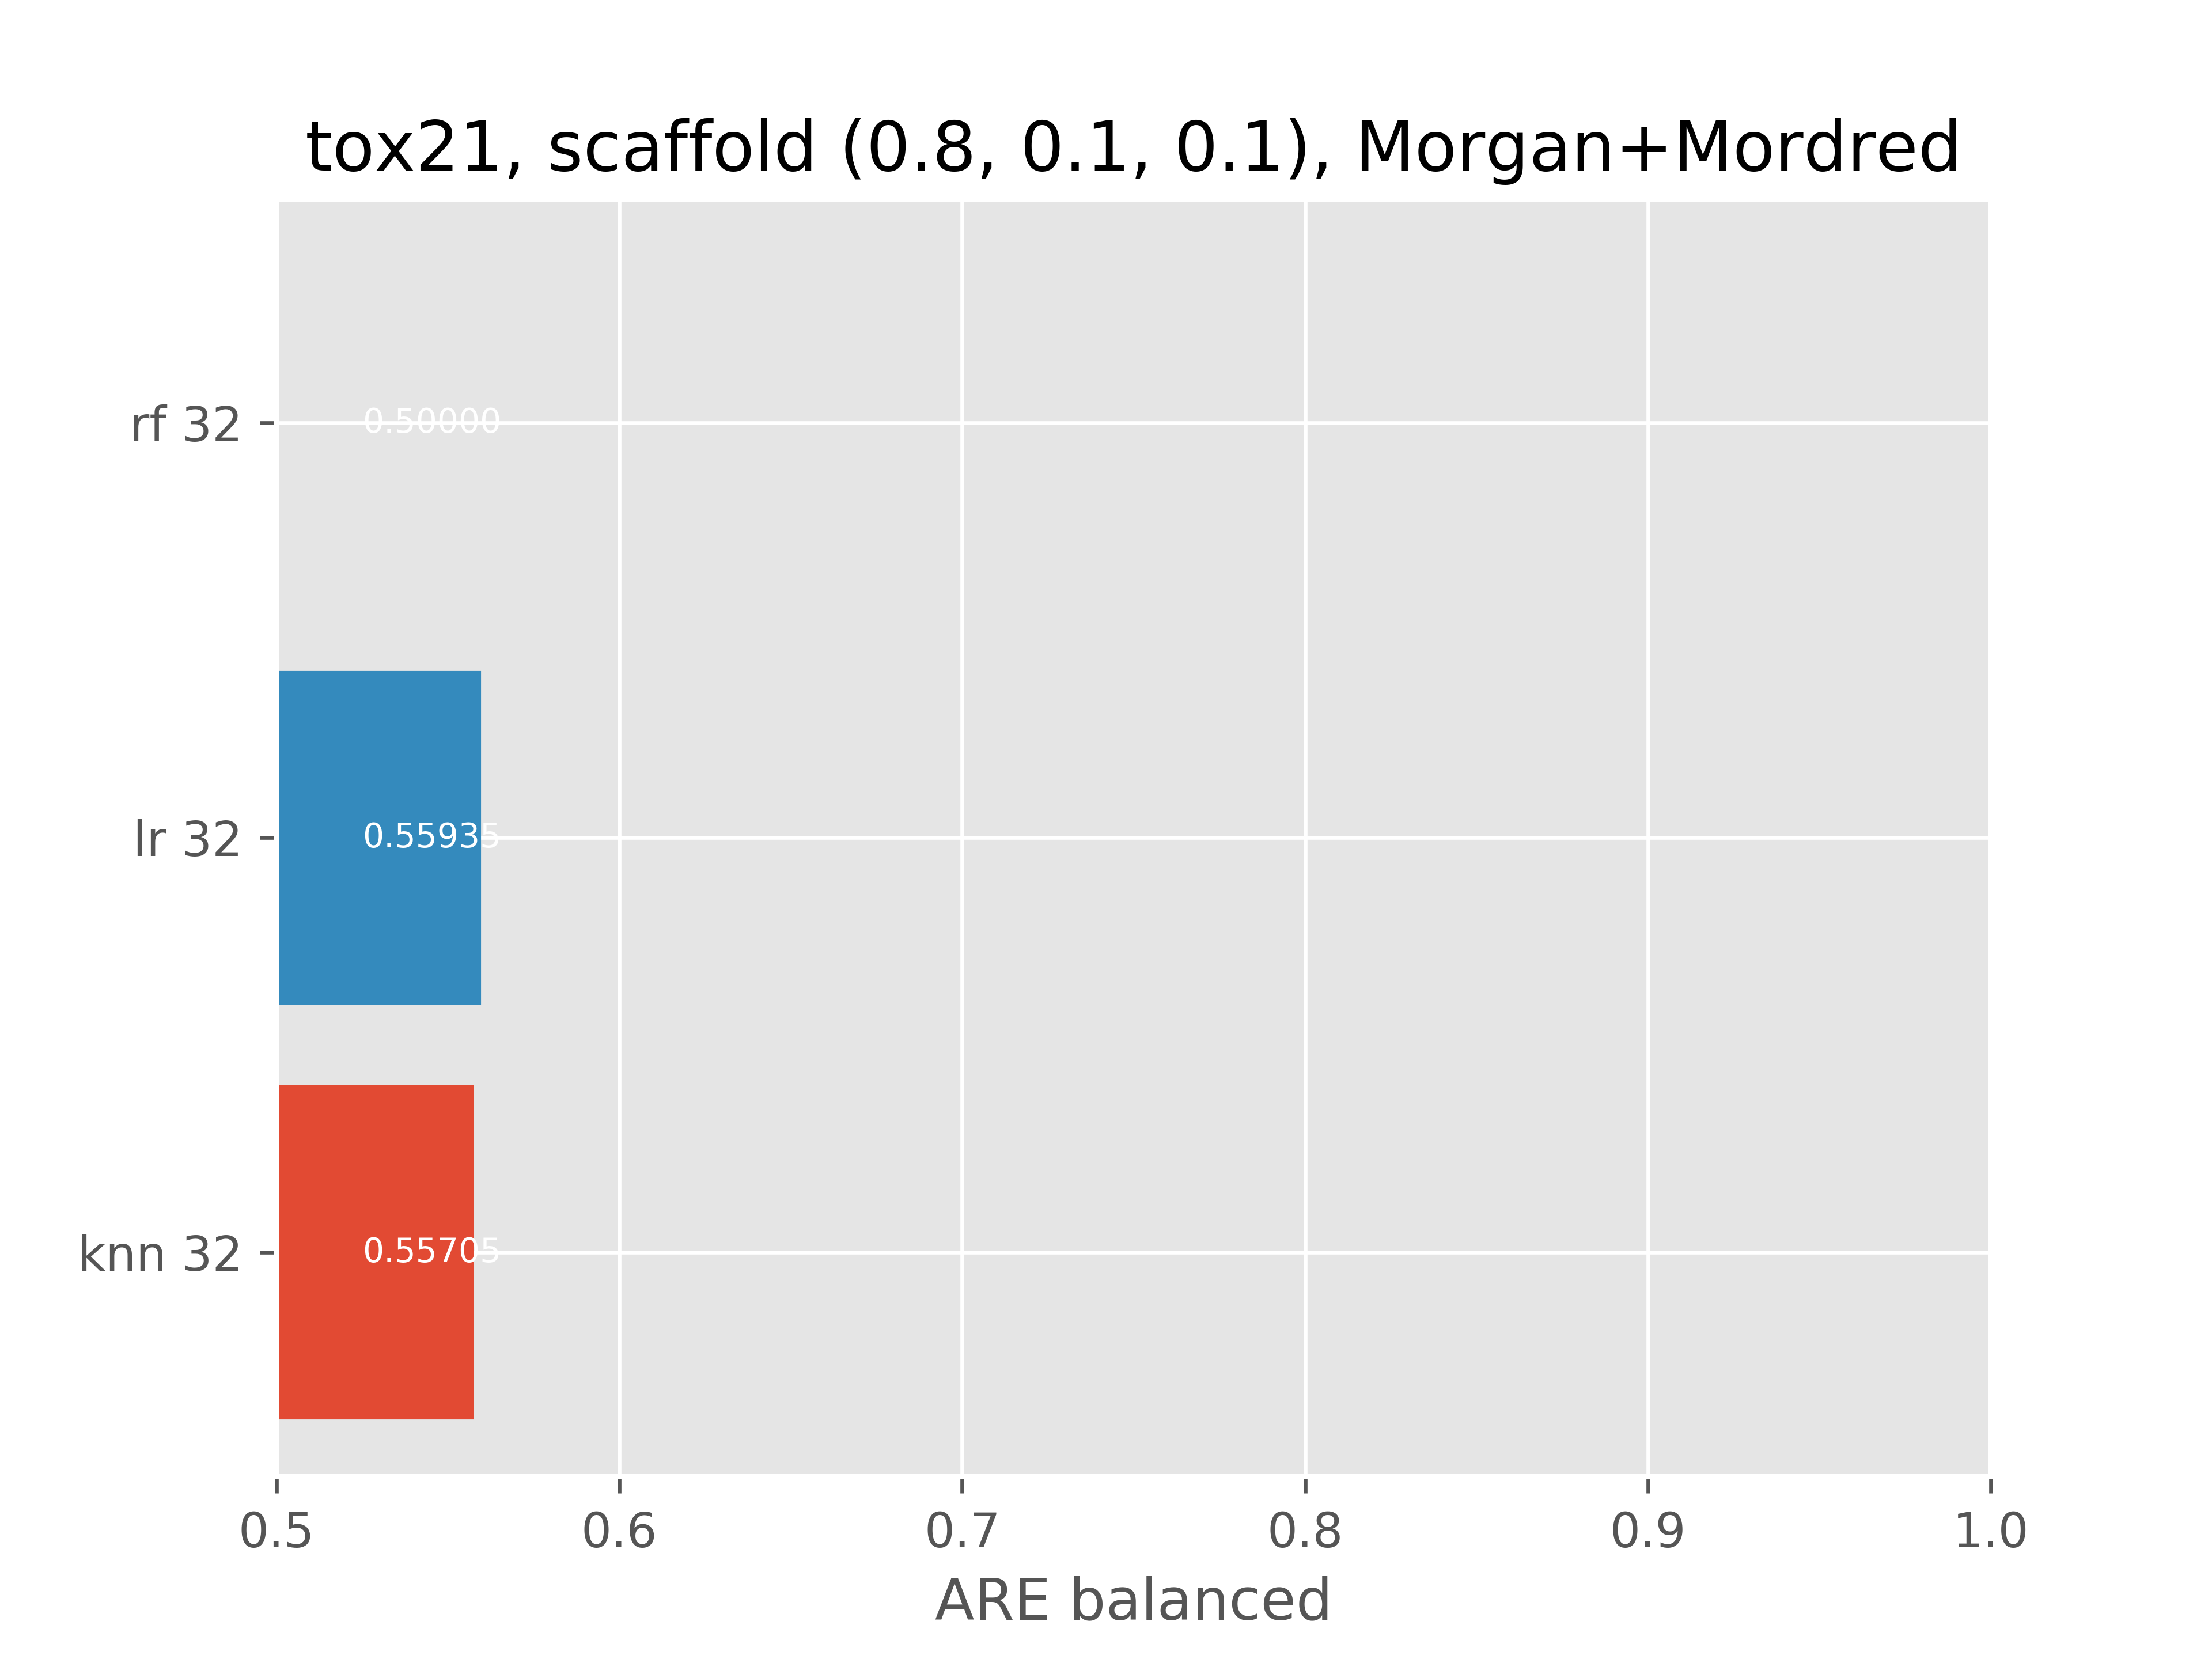 tox21, scaffold (0.8, 0.1, 0.1), Morgan+Mordred
rf 32
0.50000
lr 32
0.55935
knn 32
0.55705
0.5 0.6 0.7 0.8 0.9 1.0
ARE balanced